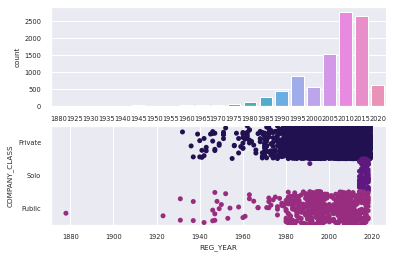 2500
2000
1500
1000
500
0
count
1880 1925 1930 1935 1940 1945 1950 1955 1960 1965 1970 1975 1980 1985 1990 1995 2000 2005 2010 2015 2020
Private
Solo
Public
COMPANY_CLASS
1880 1900 1920 1940 1960 1980 2000 2020
REG_YEAR